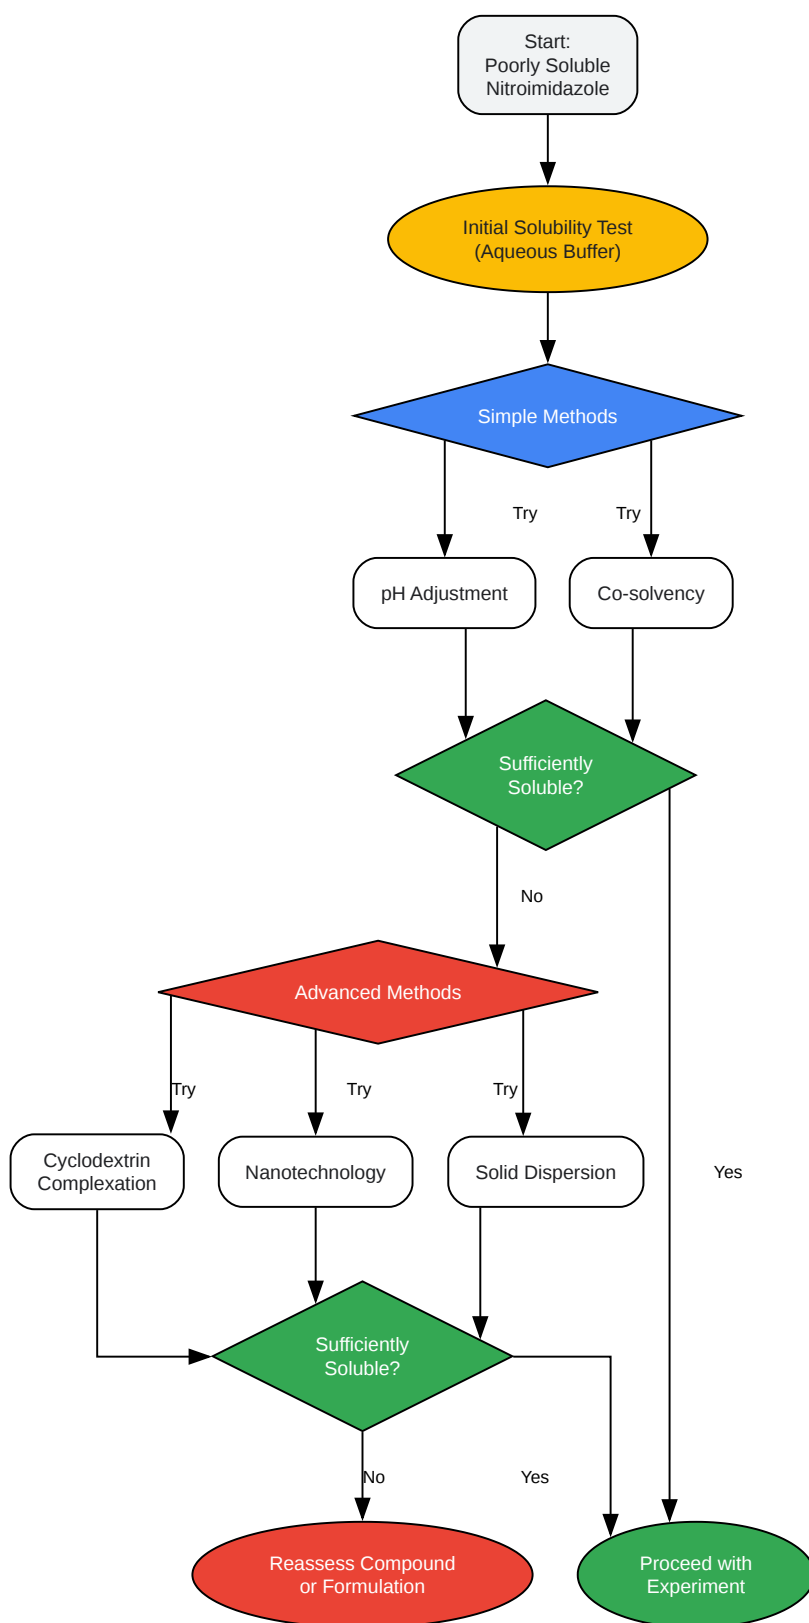 Start:
Poorly Soluble
Nitroimidazole
Initial Solubility Test
(Aqueous Buffer)
Simple Methods
Try
Try
pH Adjustment
Co-solvency
Sufficiently
Soluble?
No
Advanced Methods
Try
Try
Try
Cyclodextrin
Complexation
Nanotechnology
Solid Dispersion
Yes
Sufficiently
Soluble?
No
Yes
Reassess Compound
or Formulation
Proceed with
Experiment